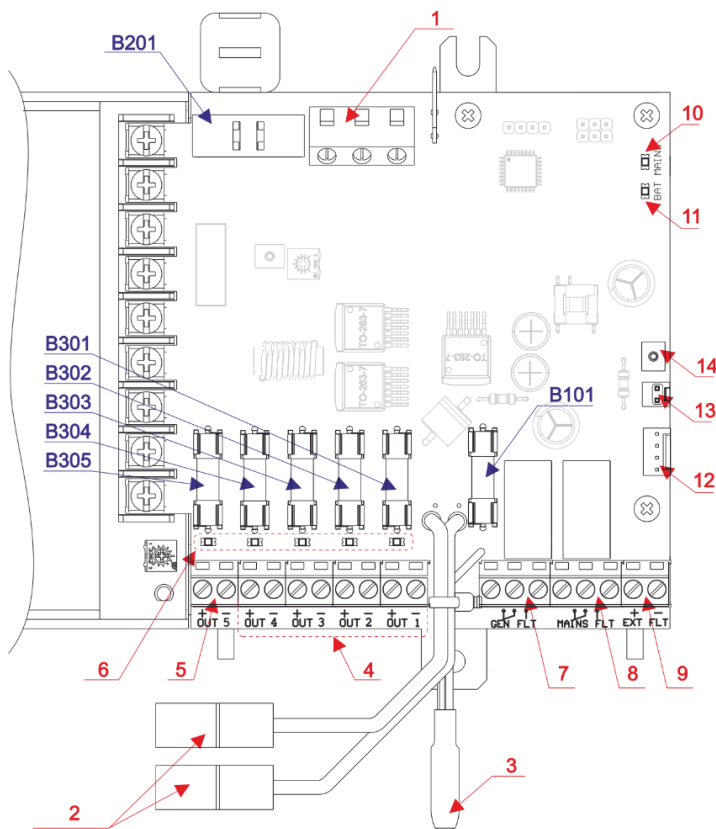 1
B201
10
MAINS
BAT
11
TO-263-7
TO-263-7
TO-263-7
B301
B302
B303
B304
B305
B101
14
13
12
+ − + − + − + − + −
OUT 5 OUT 4 OUT 3 OUT 2 OUT 1
GEN FLT
MAINS FLT
+ −
EXT FLT
6
5
4
7
8
9
2
3